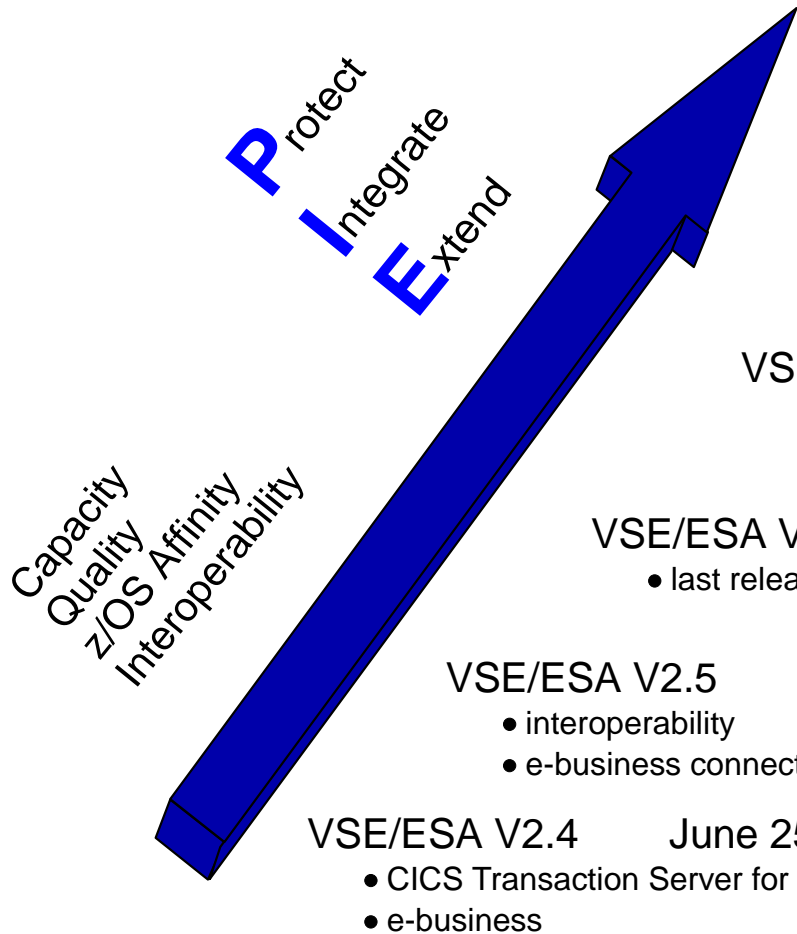 Protect
Integrate
Extend
Capacity
Quality
z/OS Affinity
Interoperability
VS
VSE/ESA V
• last relea
VSE/ESA V2.5
• interoperability
• e-business connect
VSE/ESA V2.4 June 25
• CICS Transaction Server for
• e-business